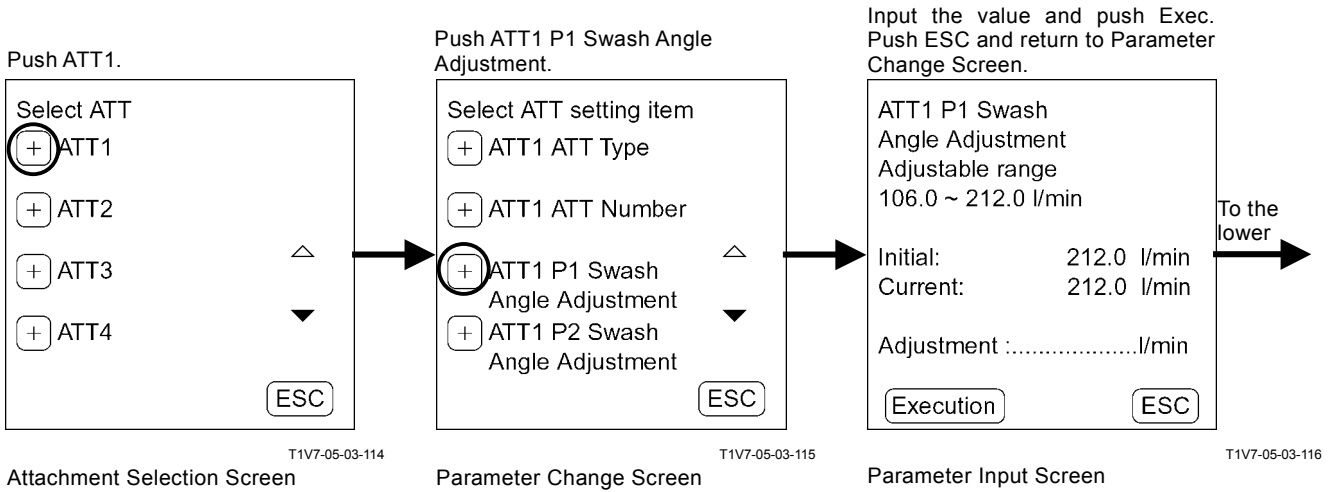 Push ATT1.
Select ATT
+ ATT1
+ ATT2
+ ATT3
+ ATT4
ESC
T1V7-05-03-114
Attachment Selection Screen
Push ATT1 P1 Swash Angle
Adjustment.
Select ATT setting item
+ ATT1 ATT Type
+ ATT1 ATT Number
+ ATT1 P1 Swash
Angle Adjustment
+ ATT1 P2 Swash
Angle Adjustment
ESC
T1V7-05-03-115
Parameter Change Screen
Input the value and push Exec.
Push ESC and return to Parameter
Change Screen.
ATT1 P1 Swash
Angle Adjustment
Adjustable range
106.0 ~ 212.0 l/min
Initial: 212.0 l/min
Current: 212.0 l/min
Adjustment :...................l/min
Execution ESC
T1V7-05-03-116
Parameter Input Screen
To the
lower